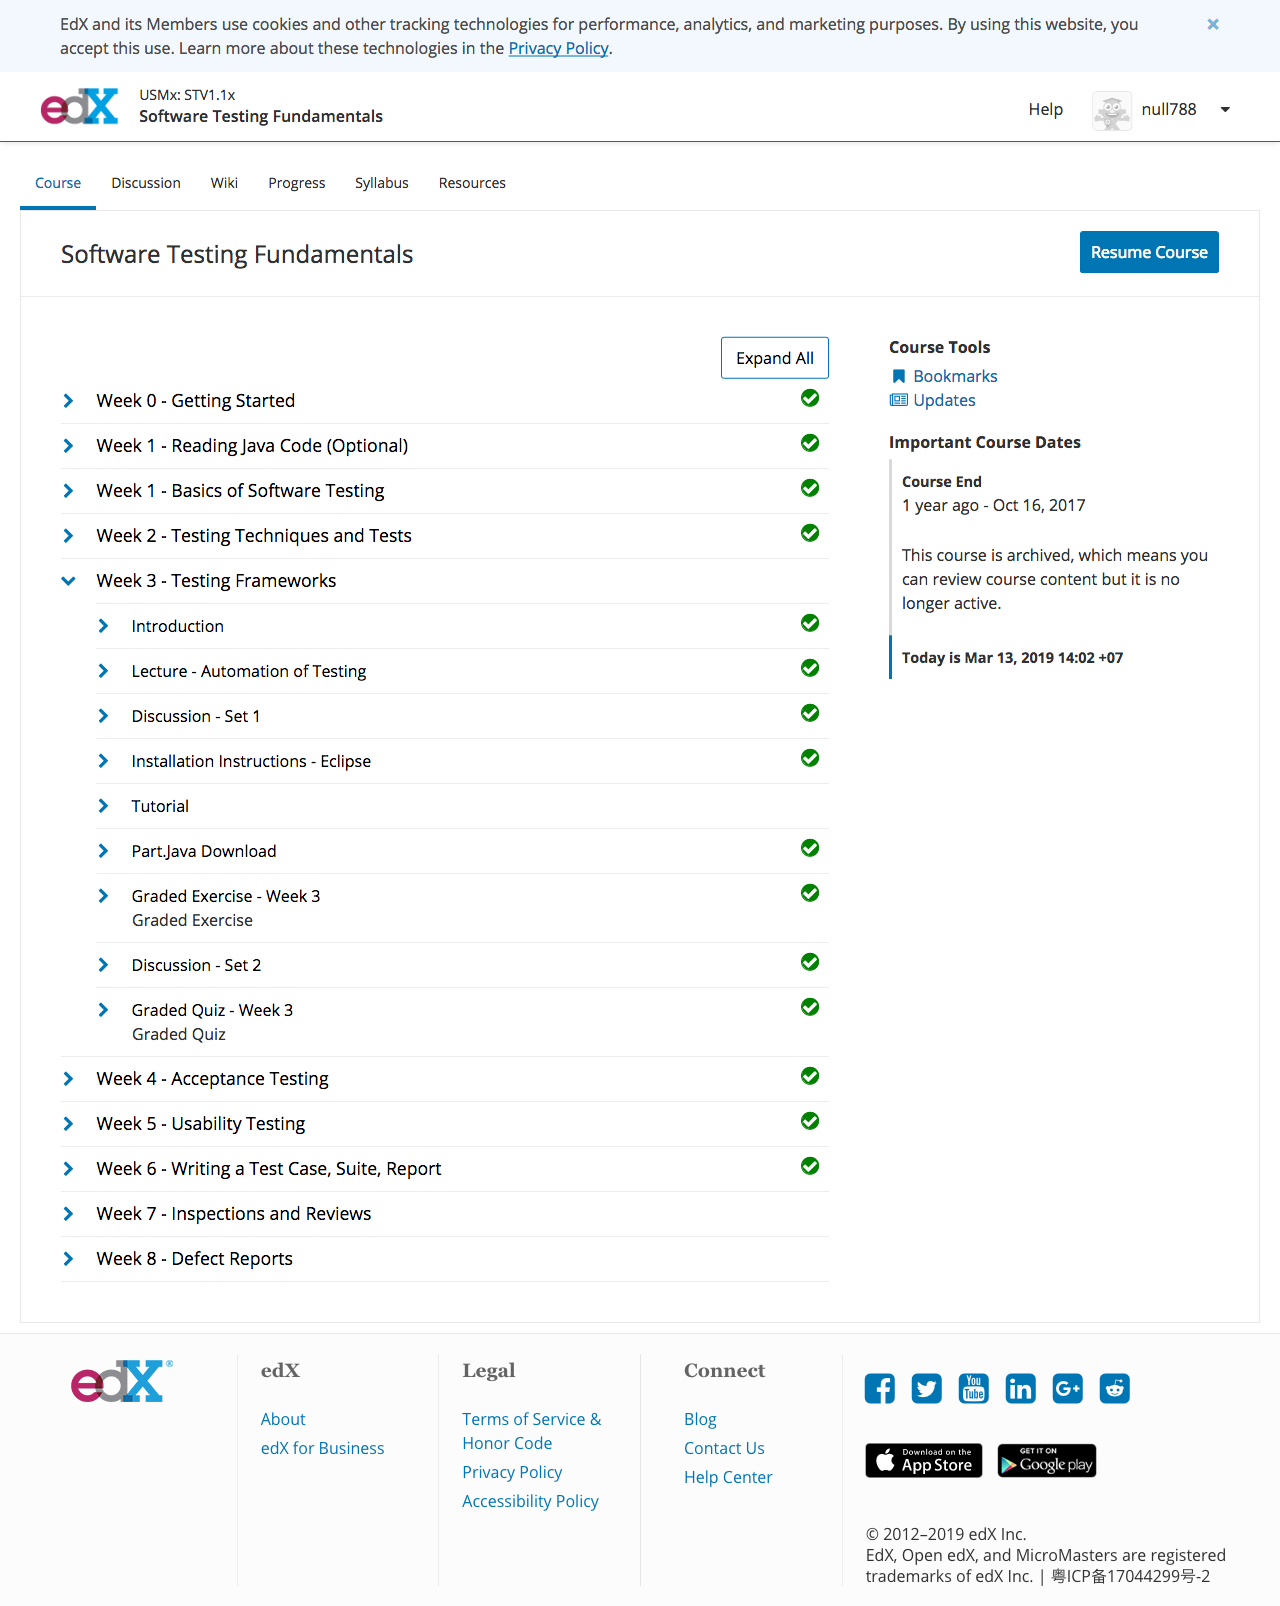 EdX and its Members use cookies and other tracking technologies for performance, analytics, and marketing purposes. By using this website, you
accept this use. Learn more about these technologies in the Privacy Policy.
edX
USMx: STV1.1x
Software Testing Fundamentals
Help
null788
Course
Discussion
Wiki
Progress
Syllabus
Resources
Software Testing Fundamentals
Resume Course
Expand All
Week 0 - Getting Started
Week 1 - Reading Java Code (Optional)
Week 1 - Basics of Software Testing
Week 2 - Testing Techniques and Tests
Week 3 - Testing Frameworks
Introduction
Lecture - Automation of Testing
Discussion - Set 1
Installation Instructions - Eclipse
Tutorial
Part.Java Download
Graded Exercise - Week 3
Graded Exercise
Discussion - Set 2
Graded Quiz - Week 3
Graded Quiz
Week 4 - Acceptance Testing
Week 5 - Usability Testing
Week 6 - Writing a Test Case, Suite, Report
Week 7 - Inspections and Reviews
Week 8 - Defect Reports
Course Tools
Bookmarks
Updates
Important Course Dates
Course End
1 year ago - Oct 16, 2017
This course is archived, which means you
can review course content but it is no
longer active.
Today is Mar 13, 2019 14:02 +07
edX®
edX
About
edX for Business
Legal
Terms of Service &
Honor Code
Privacy Policy
Accessibility Policy
Connect
Blog
Contact Us
Help Center
You
Tube
in
G+
Download on the
App Store
GET IT ON
Google play
© 2012–2019 edX Inc.
EdX, Open edX, and MicroMasters are registered
trademarks of edX Inc. | 粤ICP备17044299号-2